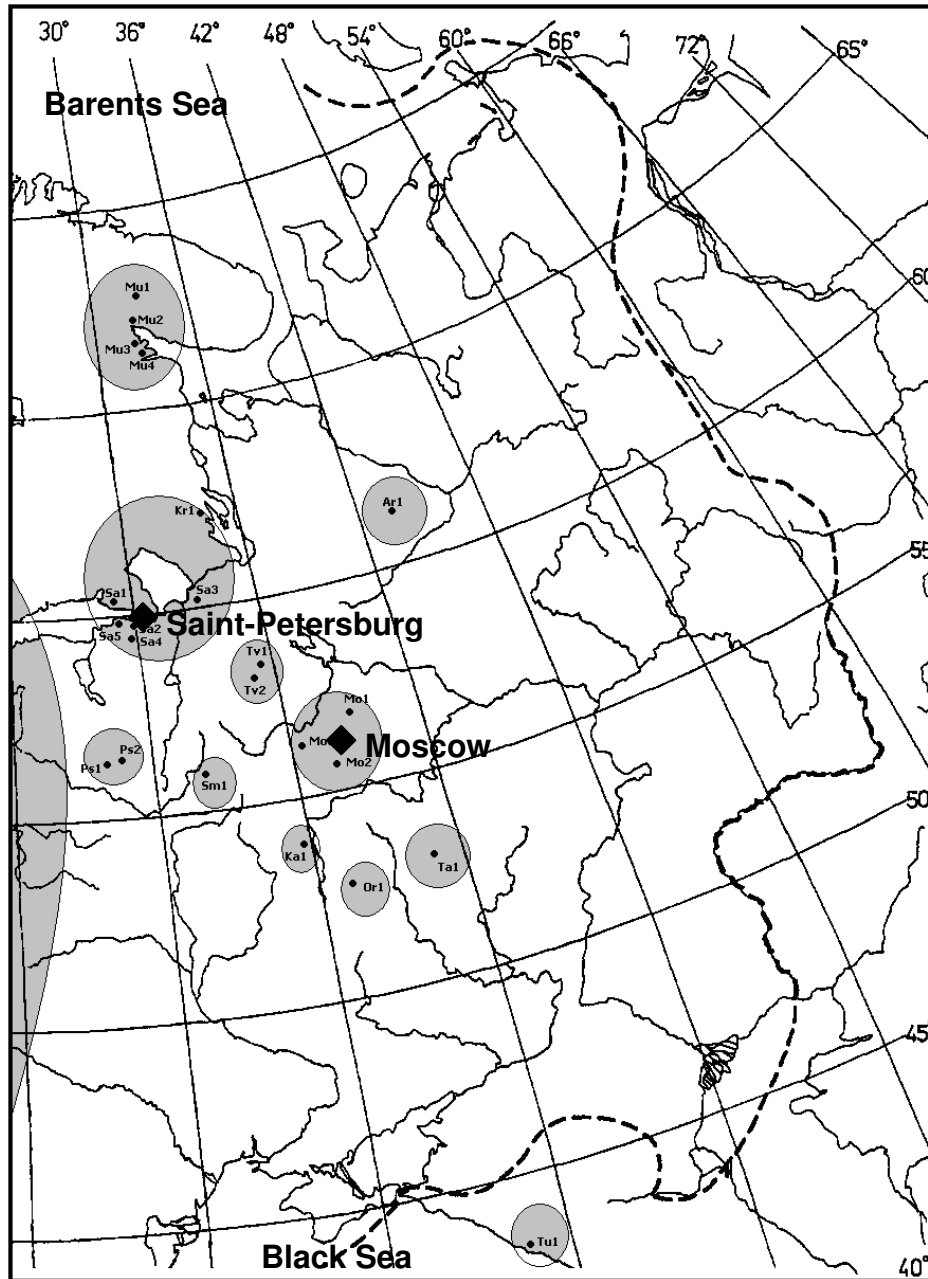 30° 36° 42° 48° 54° 60° 66° 72° 65°
Barents Sea
60
Mu1
Mu2
Mu3
Mu4
Ar1
Kr1
55
Sa1 Sa3
Saint-Petersburg
Sa5 Sa2
Sa4
Tv1
Tv2
Mo1
Mo Moscow
Mo2
Ps2
Ps1
Sm1
50°
Ka1
Ta1
Or1
45°
Tu1
Black Sea
40°